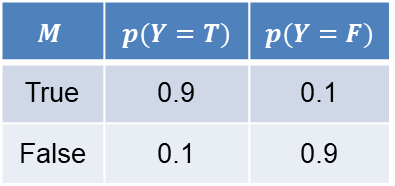 M p(Y = T) p(Y = F)
True 0.9 0.1
False 0.1 0.9